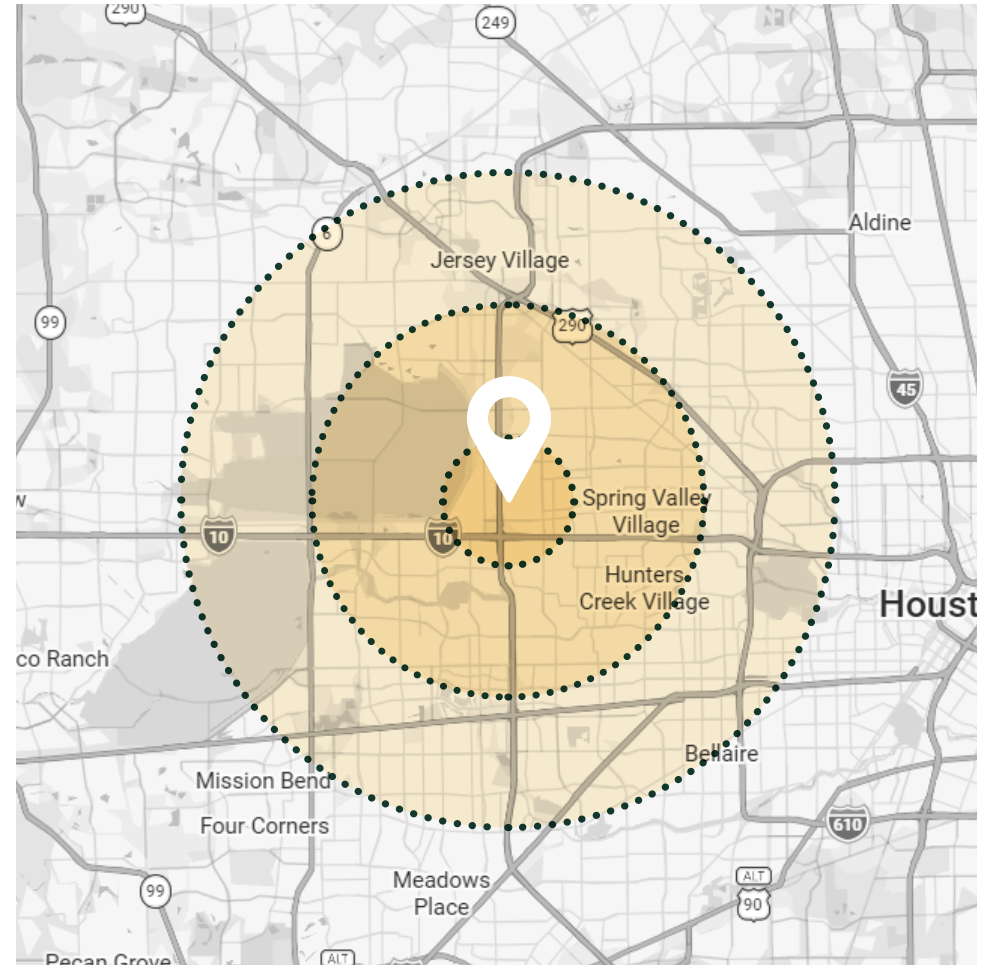 290
249
Aldine
6
Jersey Village
99
290
45
w
Spring Valley
Village
10
10
Hunters
Creek Village
Houst
co Ranch
Bellaire
Mission Bend
Four Corners
610
Meadows
Place
ALT
90
99
ALT
Pecan Grove